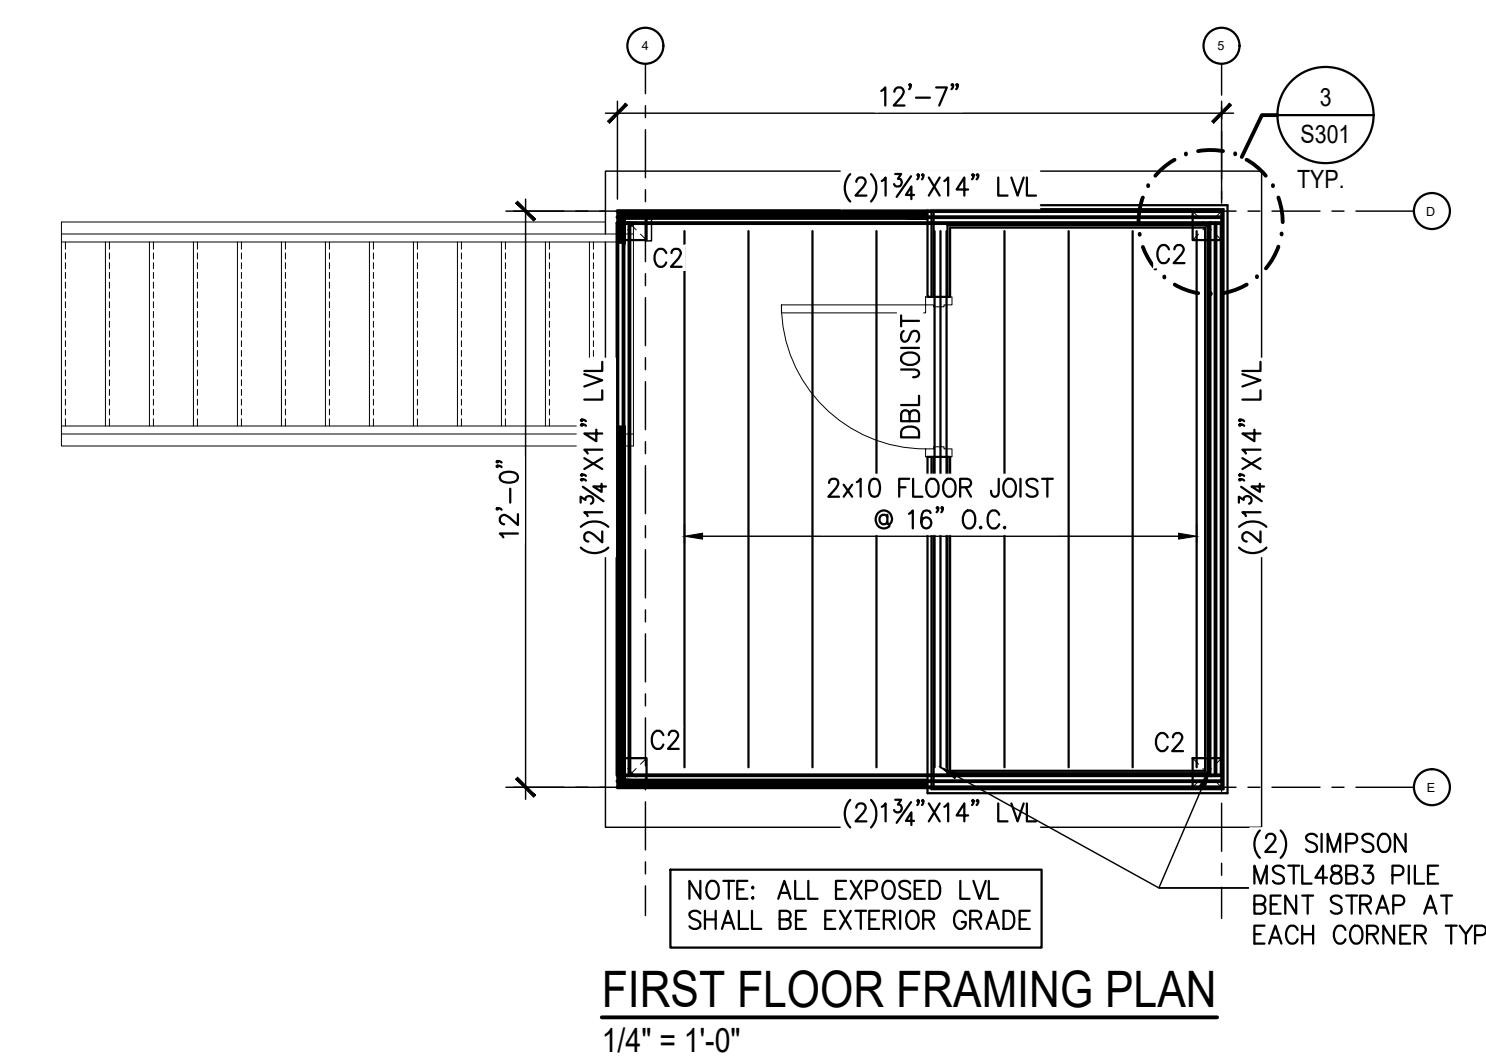 4
5
12'-7"
3
S301
TYP.
(2)1¾"X14" LVL
D
C2
C2
DBL JOIST
(2)1¾"X14" LVL
(2)1¾"X14" LVL
12'-0"
2x10 FLOOR JOIST
@ 16" O.C.
C2
C2
E
(2)1¾"X14" LVL
(2) SIMPSON
MSTL48B3 PILE
BENT STRAP AT
EACH CORNER TYP
NOTE: ALL EXPOSED LVL
SHALL BE EXTERIOR GRADE
FIRST FLOOR FRAMING PLAN
1/4" = 1'-0"